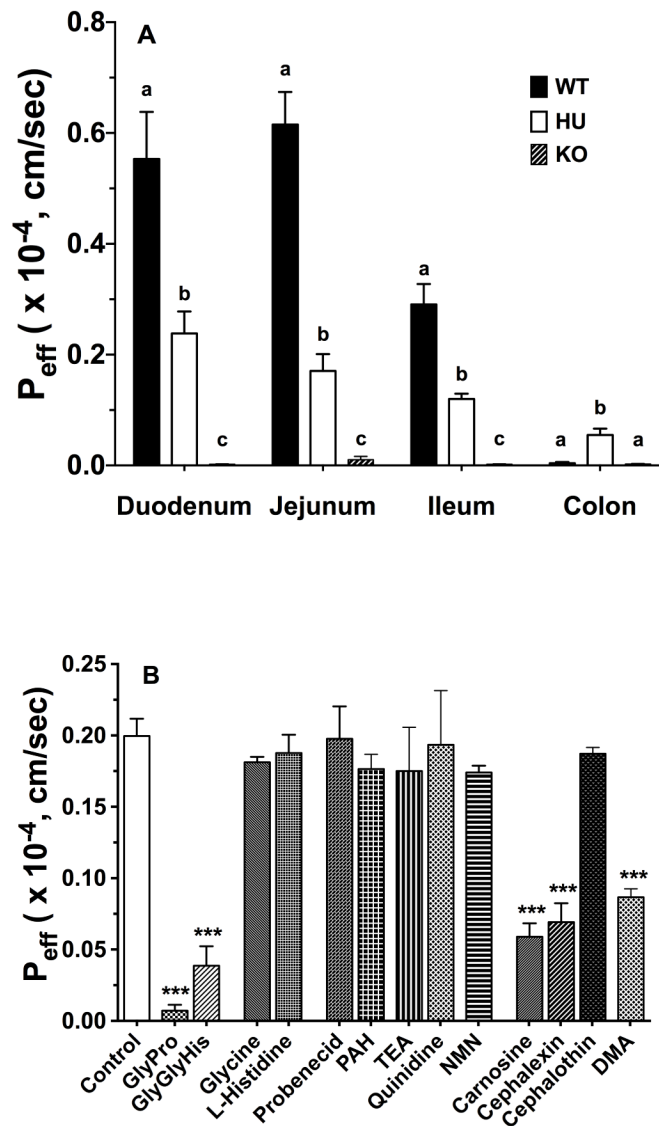 A
P_eff ( x 10^-4, cm/sec)
0.8
0.6
0.4
0.2
0.0
WT
HU
KO
a
b
c
a
b
c
a
b
c
a
b
a
Duodenum
Jejunum
Ileum
Colon
B
P_eff ( x 10^-4, cm/sec)
0.25
0.20
0.15
0.10
0.05
0.00
***
***
***
***
***
Control
GlyPro
GlyGlyHis
Glycine
L-Histidine
Probenecid
PAH
TEA
Quinidine
NMN
Carnosine
Cephalexin
Cephalothin
DMA